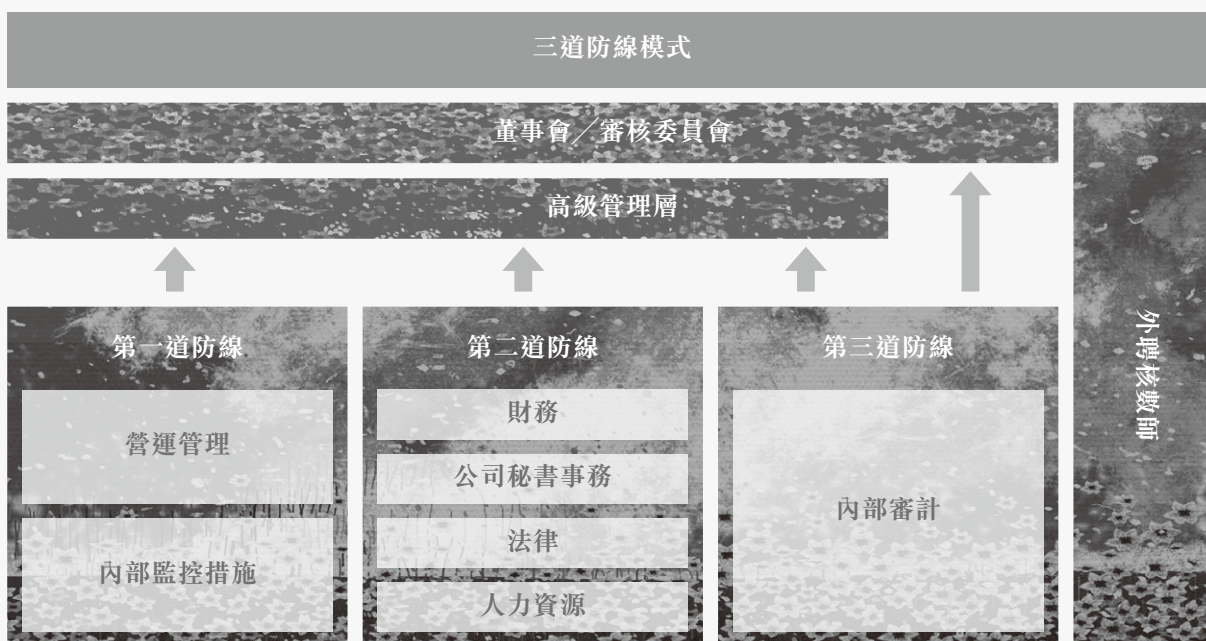 三道防線模式
董事會／審核委員會
高級管理層
第一道防線
營運管理
內部監控措施
第二道防線
財務
公司秘書事務
法律
人力資源
第三道防線
內部審計
外聘核數師